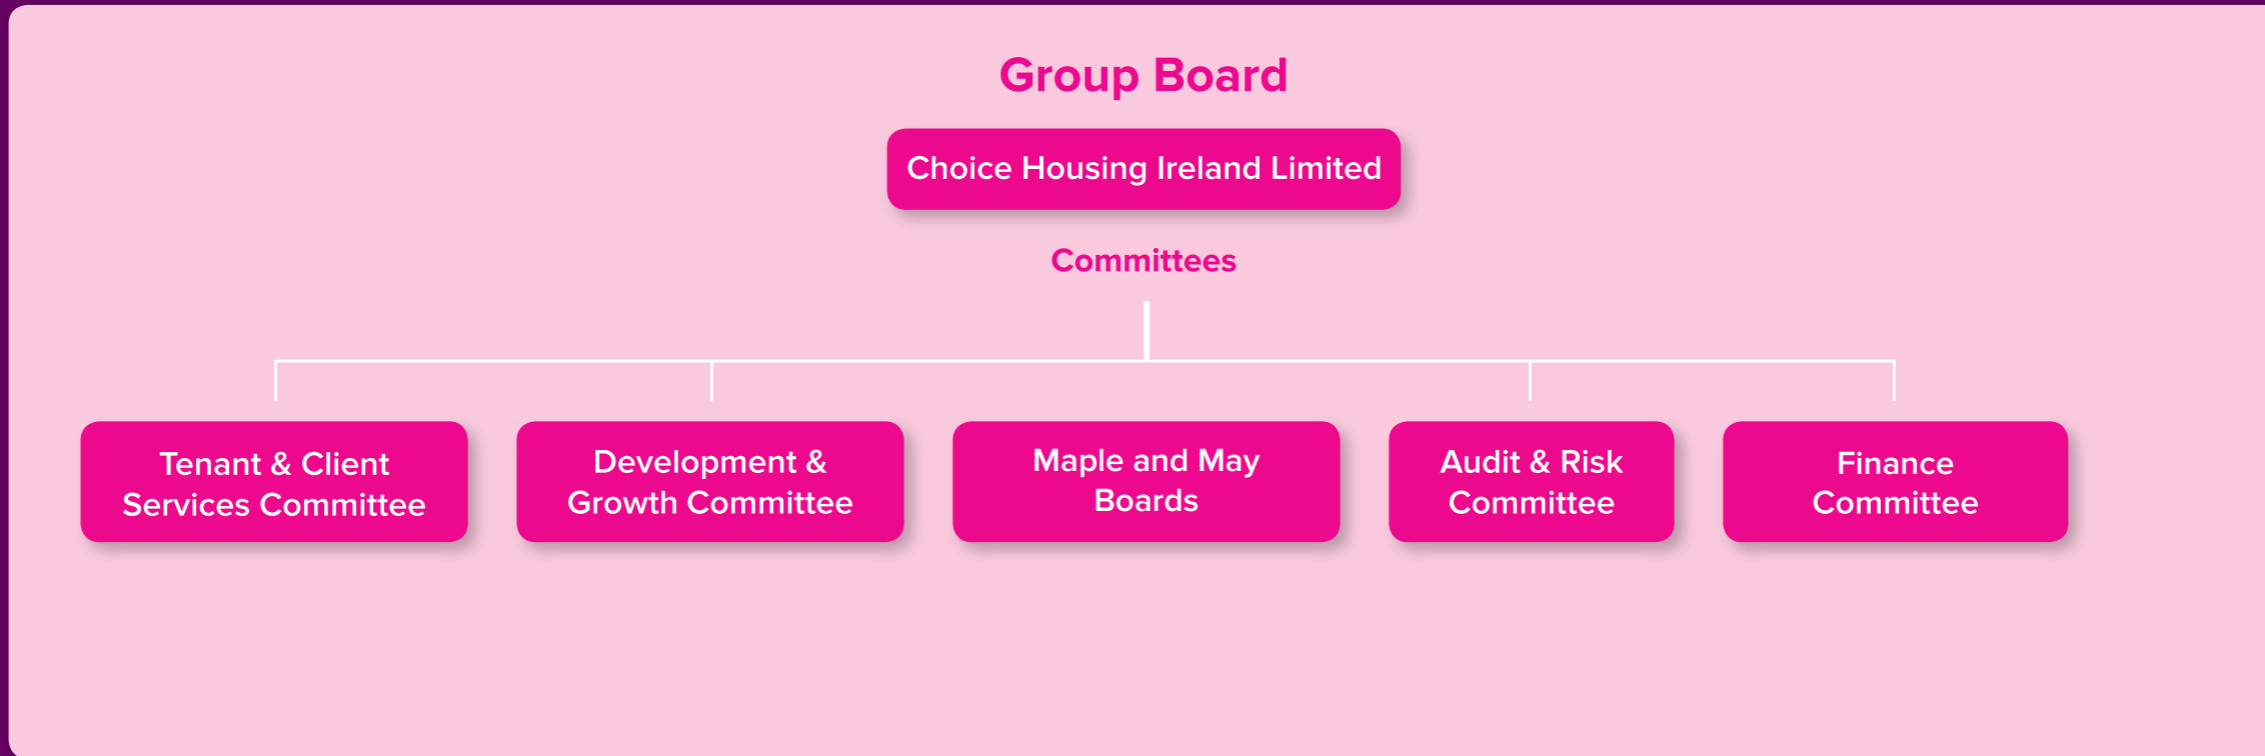 Group Board
Choice Housing Ireland Limited
Committees
Tenant & Client
Services Committee
Development &
Growth Committee
Maple and May
Boards
Audit & Risk
Committee
Finance
Committee